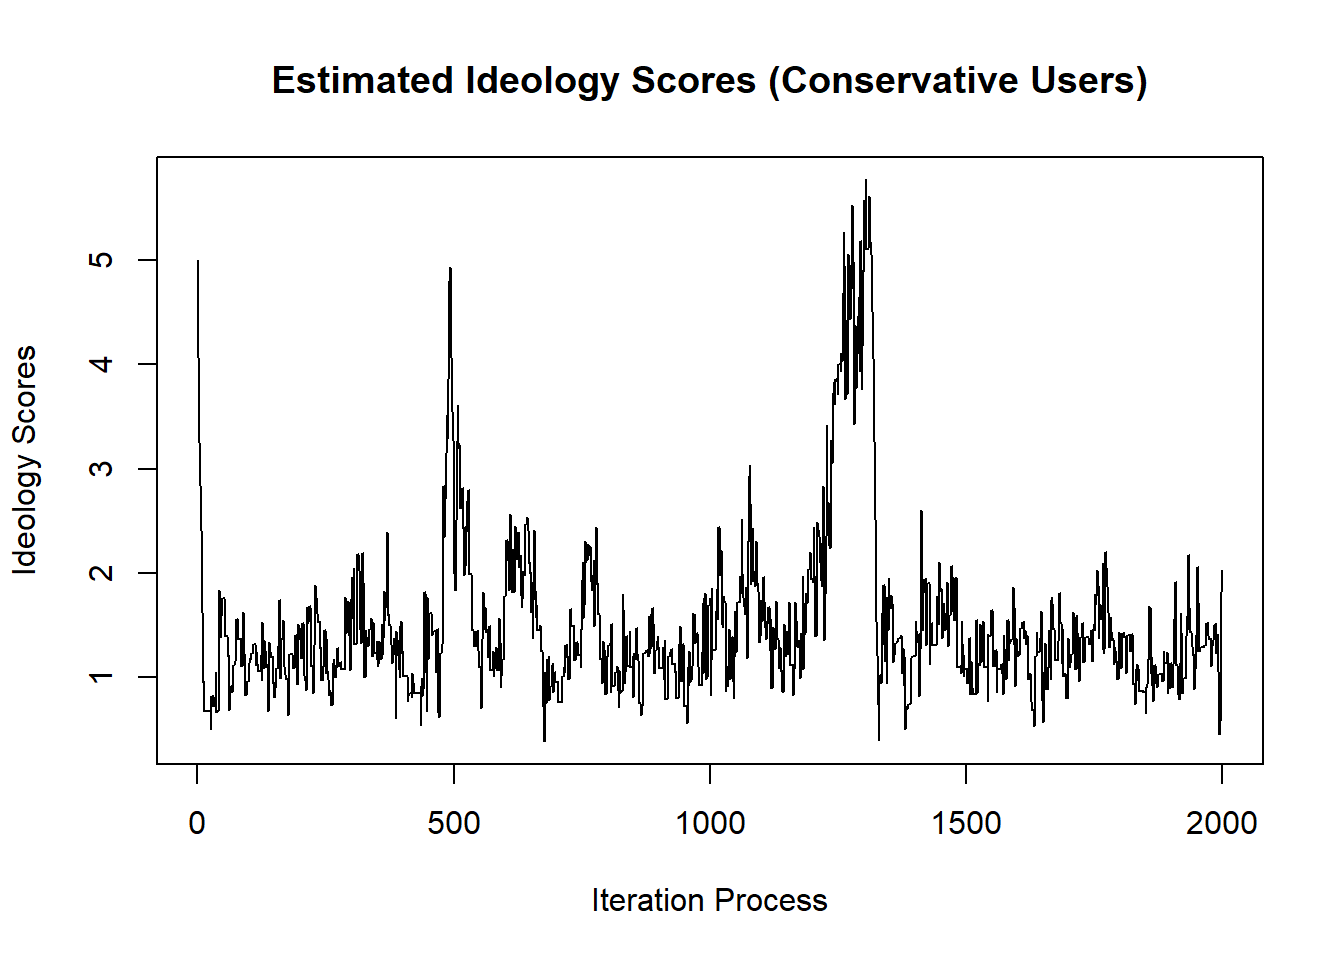 Estimated Ideology Scores (Conservative Users)
Ideology Scores
5
4
3
2
1
0 500 1000 1500 2000
Iteration Process